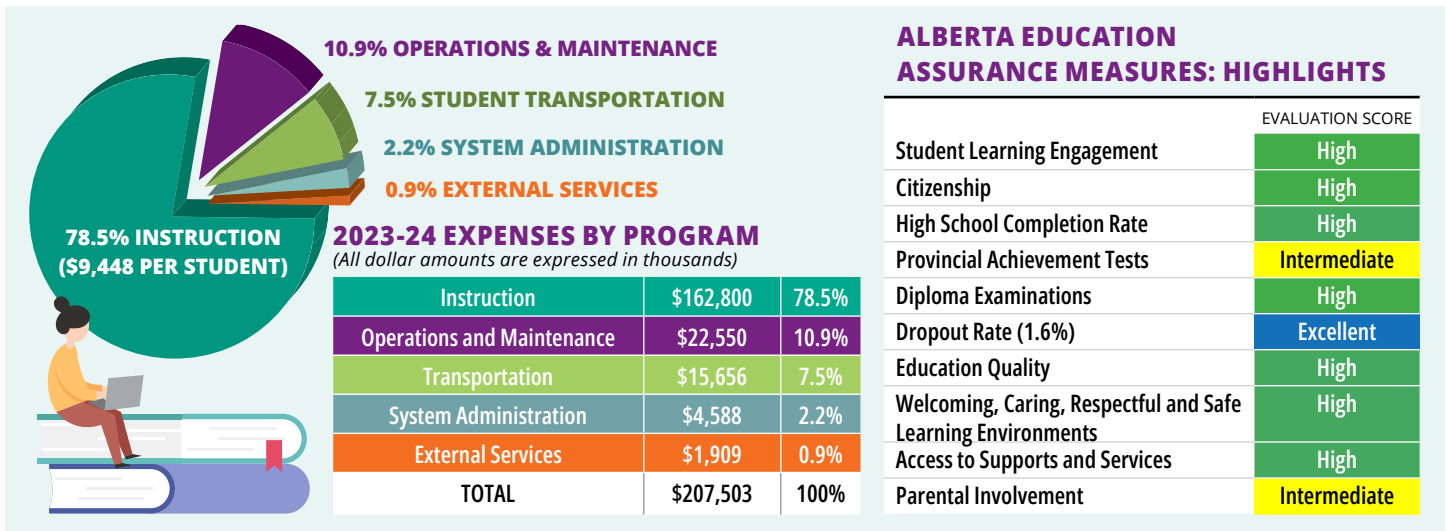 10.9% OPERATIONS & MAINTENANCE
7.5% STUDENT TRANSPORTATION
2.2% SYSTEM ADMINISTRATION
0.9% EXTERNAL SERVICES
78.5% INSTRUCTION
($9,448 PER STUDENT)
2023-24 EXPENSES BY PROGRAM
(All dollar amounts are expressed in thousands)
Instruction $162,800 78.5%
Operations and Maintenance $22,550 10.9%
Transportation $15,656 7.5%
System Administration $4,588 2.2%
External Services $1,909 0.9%
TOTAL $207,503 100%
ALBERTA EDUCATION
ASSURANCE MEASURES: HIGHLIGHTS
EVALUATION SCORE
Student Learning Engagement High
Citizenship High
High School Completion Rate High
Provincial Achievement Tests Intermediate
Diploma Examinations High
Dropout Rate (1.6%) Excellent
Education Quality High
Welcoming, Caring, Respectful and Safe High
Learning Environments
Access to Supports and Services High
Parental Involvement Intermediate